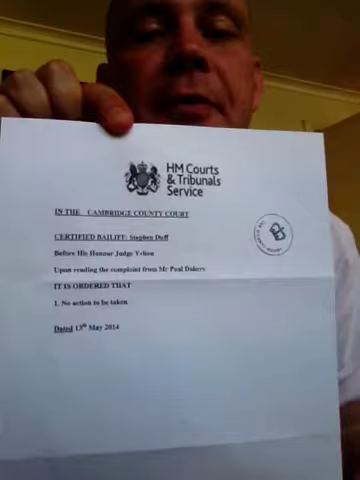 HM Courts
& Tribunals
Service
IN THE CAMBRIDGE COUNTY COURT
CERTIFIED BAILIFF: Stephen Duff
Before His Honour Judge
Upon reading the complaint from Mr Paul Dakers
IT IS ORDERED THAT
1. No action to be taken
Dated 13th May 2014